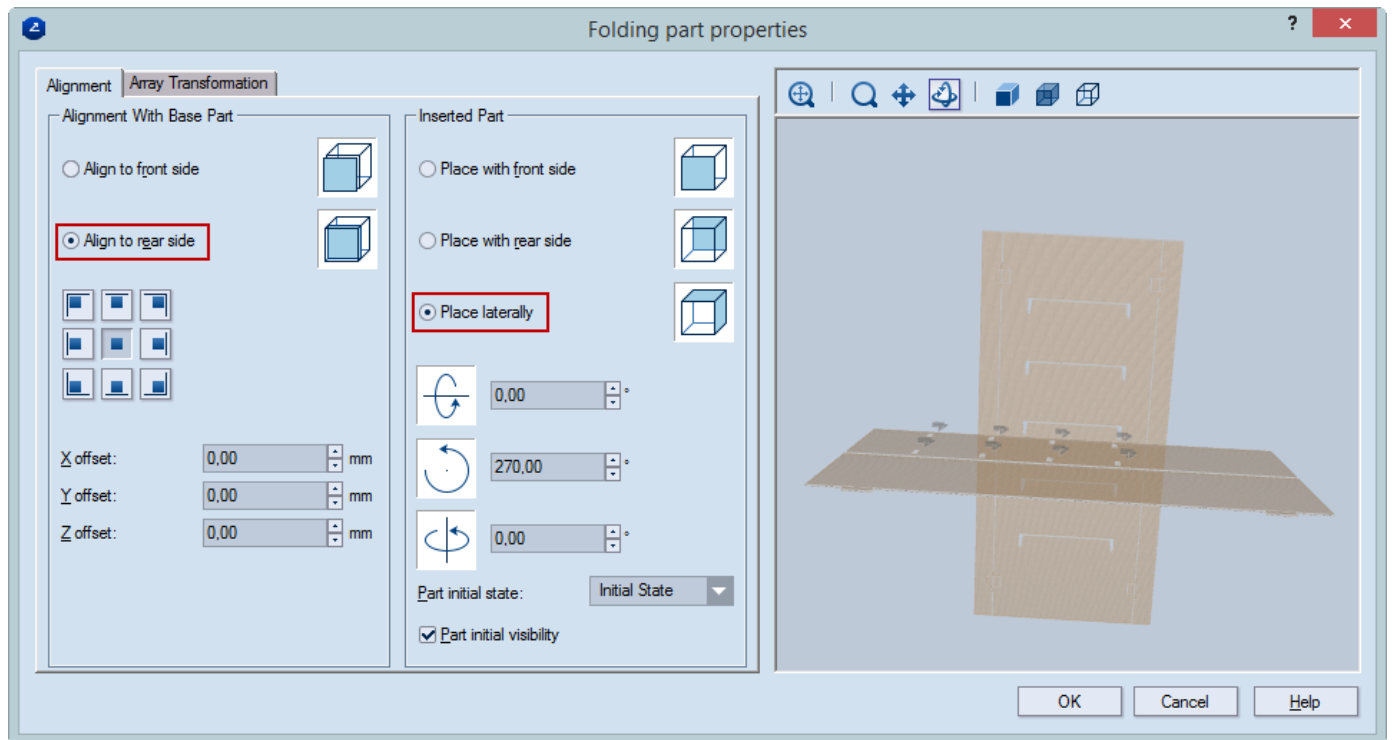 Folding part properties
?
Alignment
Array Transformation
Alignment With Base Part
Align to front side
Align to rear side
X offset:
0,00
mm
Y offset:
0,00
mm
Z offset:
0,00
mm
Inserted Part
Place with front side
Place with rear side
Place laterally
0,00
°
270,00
°
0,00
°
Part initial state:
Initial State
Part initial visibility
OK
Cancel
Help